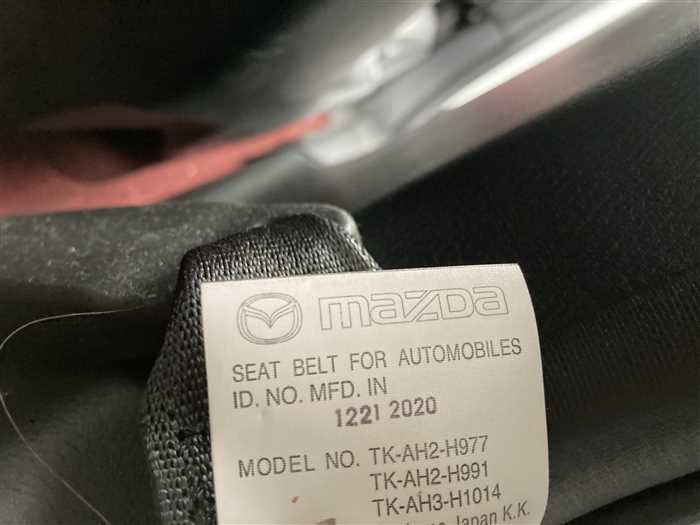 mazda
SEAT BELT FOR AUTOMOBILES
ID. NO. MFD. IN
1221 2020
MODEL NO. TK-AH2-H977
TK-AH2-H991
TK-AH3-H1014
Japan K.K.